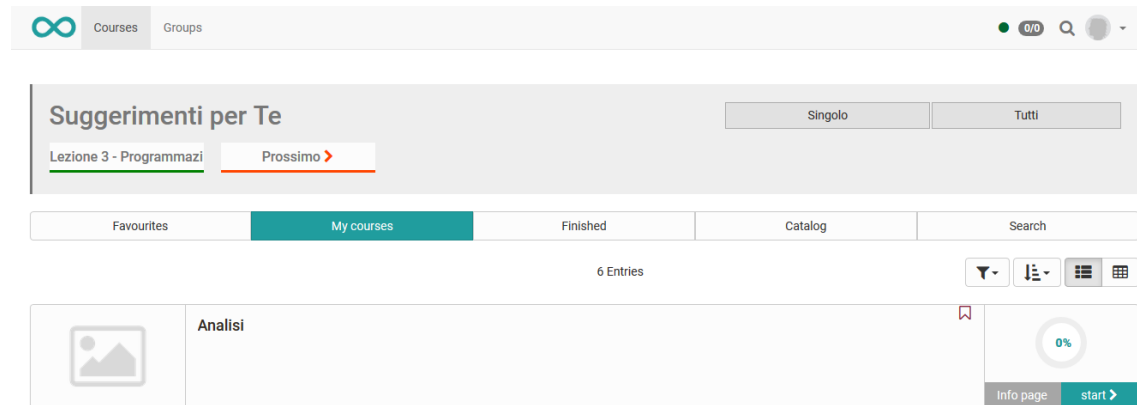 Courses Groups 0/0
Suggerimenti per Te
Singolo Tutti
Lezione 3 - Programmazi Prossimo
Favourites My courses Finished Catalog Search
6 Entries
Analisi
0%
Info page start